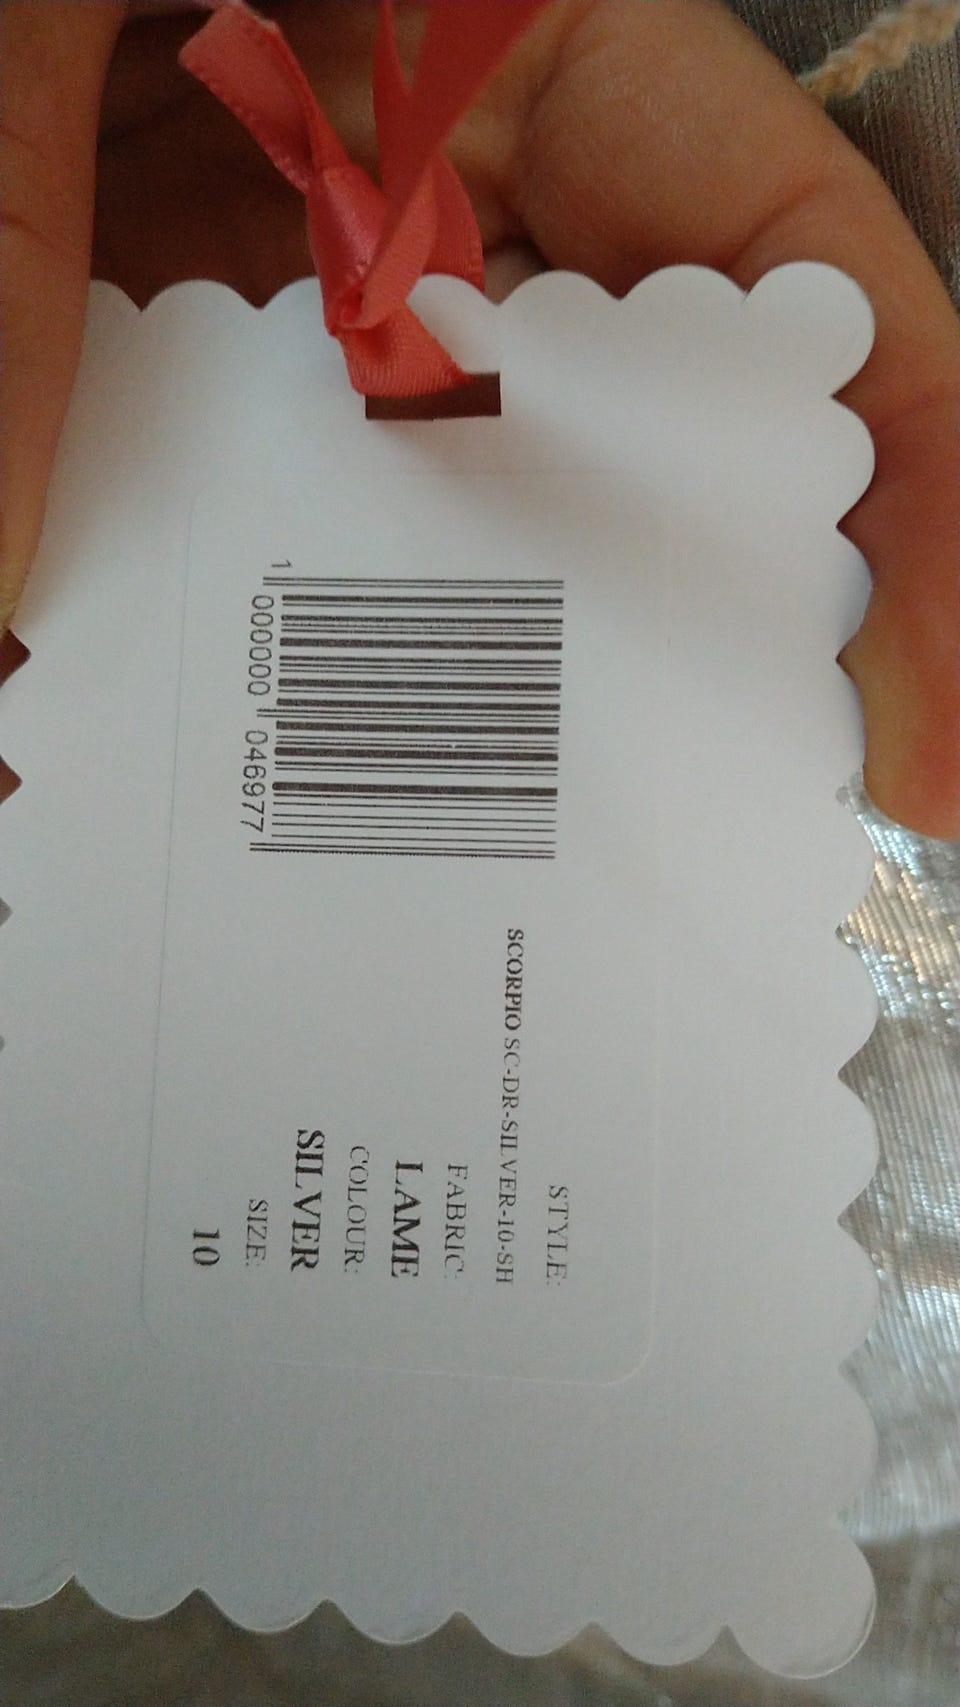 STYLE:
SCORPIO SC-DR-SILVER-10-SH
FABRIC:
LAME
COLOUR:
SILVER
SIZE:
10
1 000000 046977